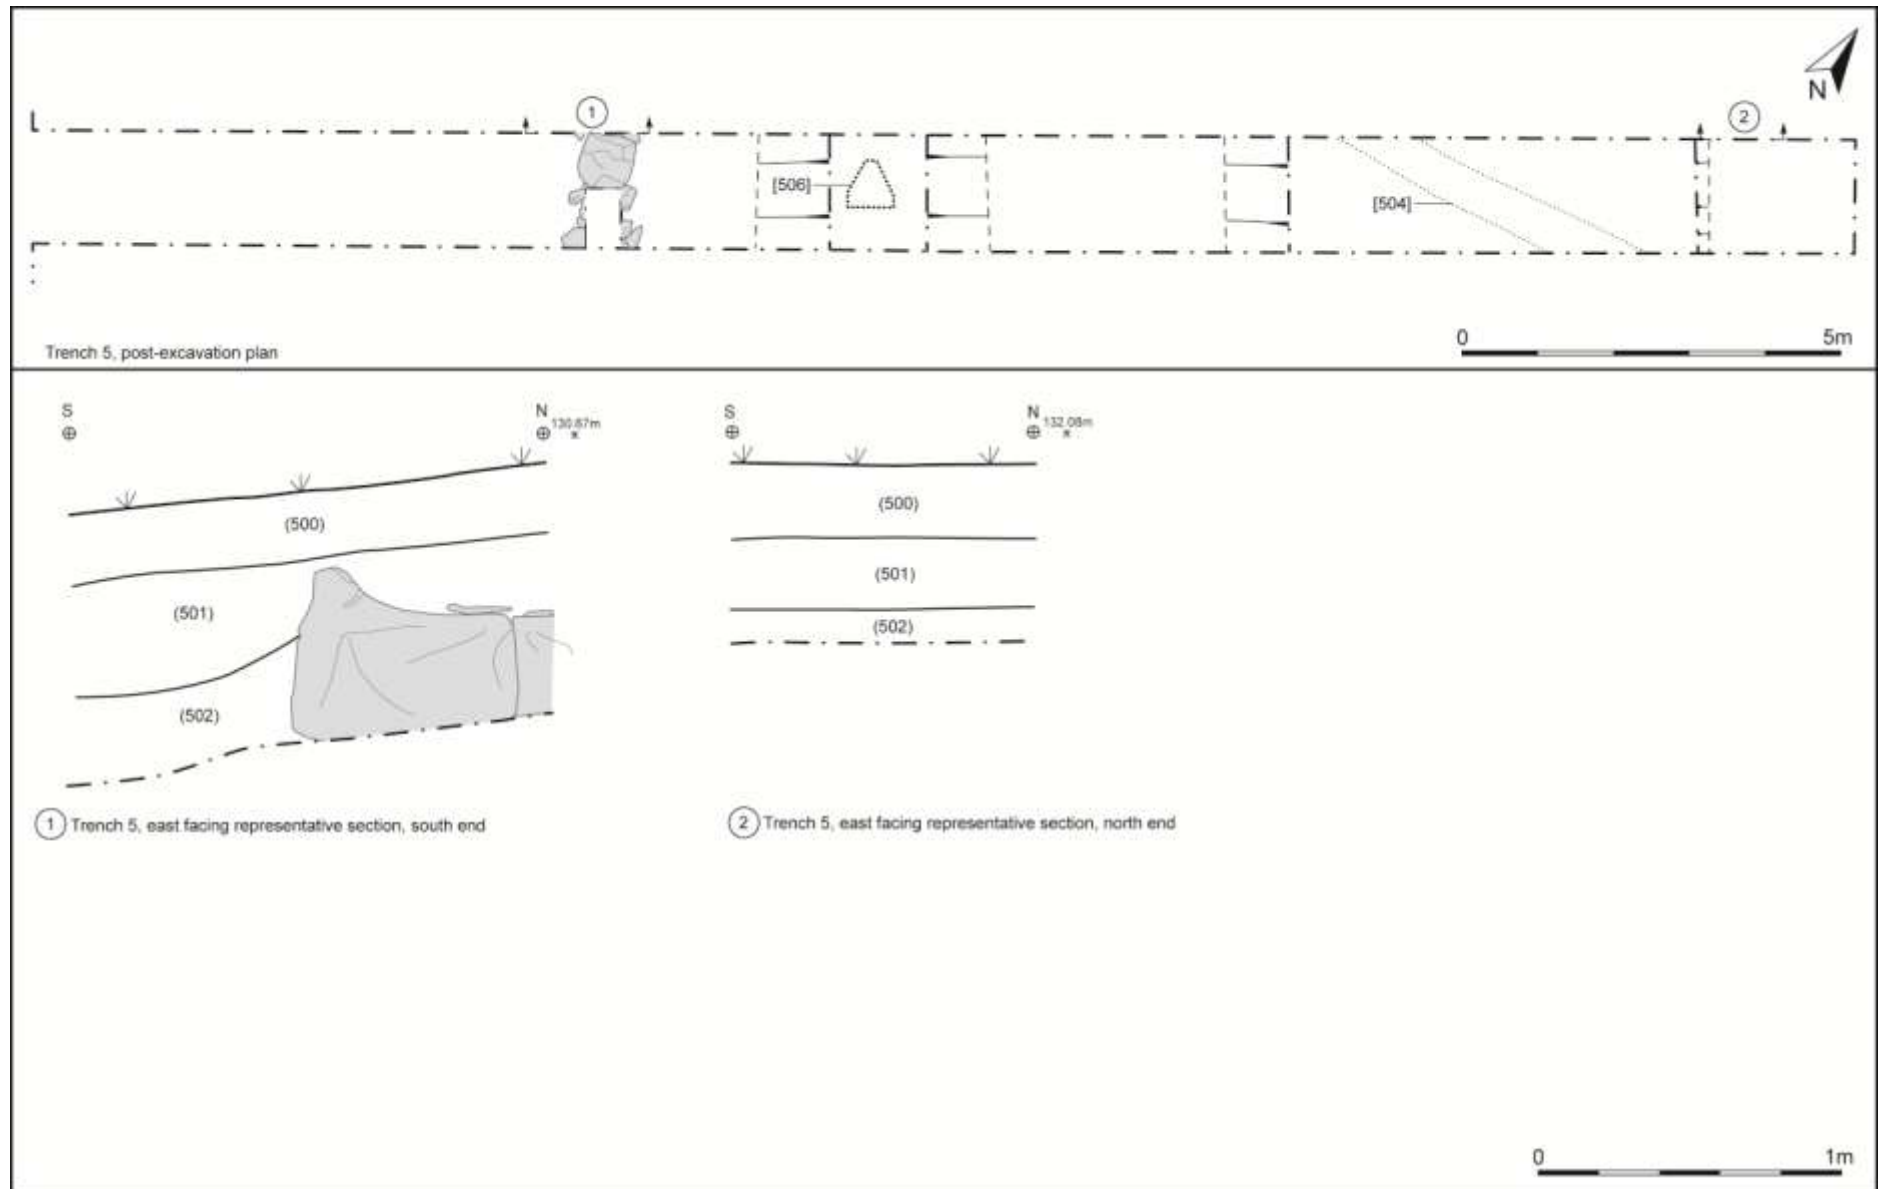 1
2
N
[506]
[504]
0 5m
Trench 5, post-excavation plan
S N 130.67m
S N 132.08m
(500)
(501)
(502)
(500)
(501)
(502)
1 Trench 5, east facing representative section, south end
2 Trench 5, east facing representative section, north end
0 1m